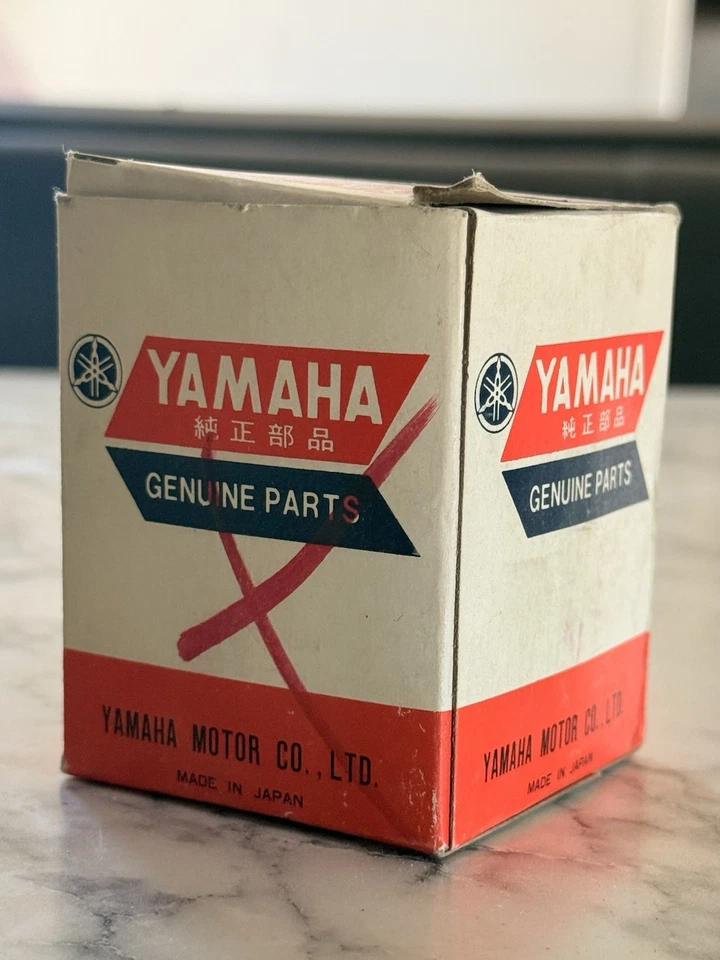 YAMAHA
純正部品
GENUINE PARTS
YAMAHA MOTOR CO., LTD.
MADE IN JAPAN
YAMAHA
純正部品
GENUINE PARTS
YAMAHA MOTOR CO., LTD.
MADE IN JAPAN